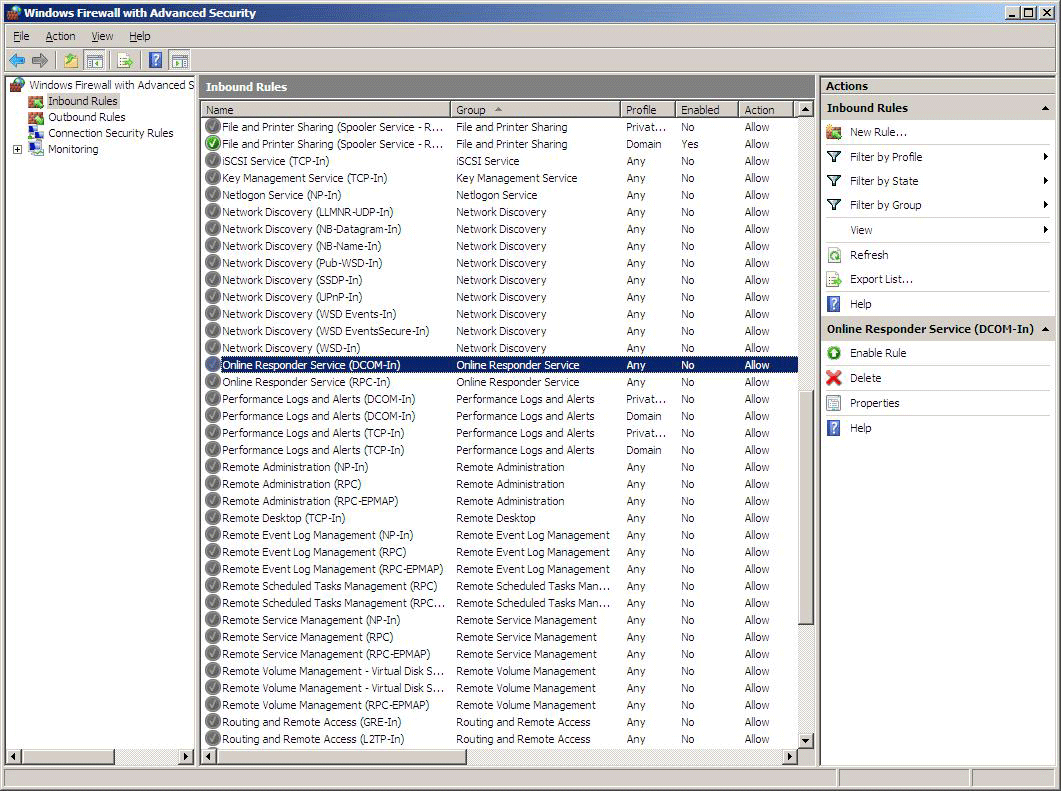 Windows Firewall with Advanced Security
File Action View Help
Windows Firewall with Advanced S
Inbound Rules
Outbound Rules
Connection Security Rules
Monitoring
Inbound Rules
Name Group Profile Enabled Action
File and Printer Sharing (Spooler Service - R... File and Printer Sharing Privat... No Allow
File and Printer Sharing (Spooler Service - R... File and Printer Sharing Domain Yes Allow
iSCSI Service (TCP-In) iSCSI Service Any No Allow
Key Management Service (TCP-In) Key Management Service Any No Allow
Netlogon Service (NP-In) Netlogon Service Any No Allow
Network Discovery (LLMNR-UDP-In) Network Discovery Any No Allow
Network Discovery (NB-Datagram-In) Network Discovery Any No Allow
Network Discovery (NB-Name-In) Network Discovery Any No Allow
Network Discovery (Pub-WSD-In) Network Discovery Any No Allow
Network Discovery (SSDP-In) Network Discovery Any No Allow
Network Discovery (UPnP-In) Network Discovery Any No Allow
Network Discovery (WSD Events-In) Network Discovery Any No Allow
Network Discovery (WSD EventsSecure-In) Network Discovery Any No Allow
Network Discovery (WSD-In) Network Discovery Any No Allow
Online Responder Service (DCOM-In) Online Responder Service Any No Allow
Online Responder Service (RPC-In) Online Responder Service Any No Allow
Performance Logs and Alerts (DCOM-In) Performance Logs and Alerts Privat... No Allow
Performance Logs and Alerts (DCOM-In) Performance Logs and Alerts Domain No Allow
Performance Logs and Alerts (TCP-In) Performance Logs and Alerts Privat... No Allow
Performance Logs and Alerts (TCP-In) Performance Logs and Alerts Domain No Allow
Remote Administration (NP-In) Remote Administration Any No Allow
Remote Administration (RPC) Remote Administration Any No Allow
Remote Administration (RPC-EPMAP) Remote Administration Any No Allow
Remote Desktop (TCP-In) Remote Desktop Any No Allow
Remote Event Log Management (NP-In) Remote Event Log Management Any No Allow
Remote Event Log Management (RPC) Remote Event Log Management Any No Allow
Remote Event Log Management (RPC-EPMAP) Remote Event Log Management Any No Allow
Remote Scheduled Tasks Management (RPC) Remote Scheduled Tasks Man... Any No Allow
Remote Scheduled Tasks Management (RPC... Remote Scheduled Tasks Man... Any No Allow
Remote Service Management (NP-In) Remote Service Management Any No Allow
Remote Service Management (RPC) Remote Service Management Any No Allow
Remote Service Management (RPC-EPMAP) Remote Service Management Any No Allow
Remote Volume Management - Virtual Disk S... Remote Volume Management Any No Allow
Remote Volume Management - Virtual Disk S... Remote Volume Management Any No Allow
Remote Volume Management (RPC-EPMAP) Remote Volume Management Any No Allow
Routing and Remote Access (GRE-In) Routing and Remote Access Any No Allow
Routing and Remote Access (L2TP-In) Routing and Remote Access Any No Allow
Actions
Inbound Rules
New Rule...
Filter by Profile
Filter by State
Filter by Group
View
Refresh
Export List...
Help
Online Responder Service (DCOM-In)
Enable Rule
Delete
Properties
Help